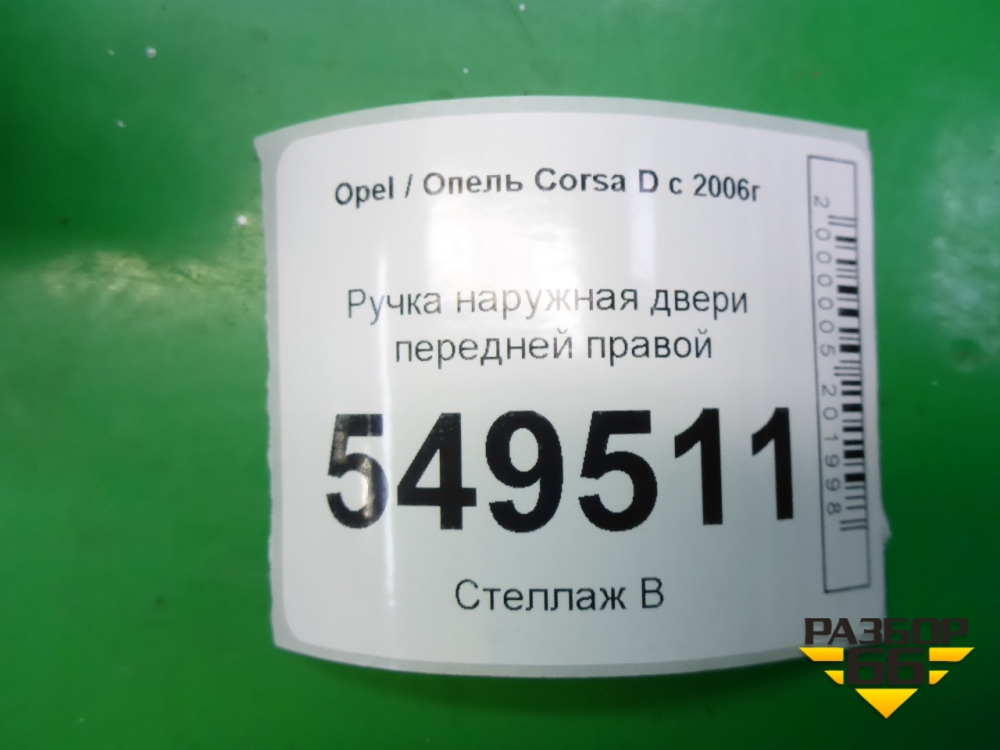 Opel / Опель Corsa D с 2006г
Ручка наружная двери
передней правой
549511
Стеллаж В
2000005201998
РАЗБОР
66